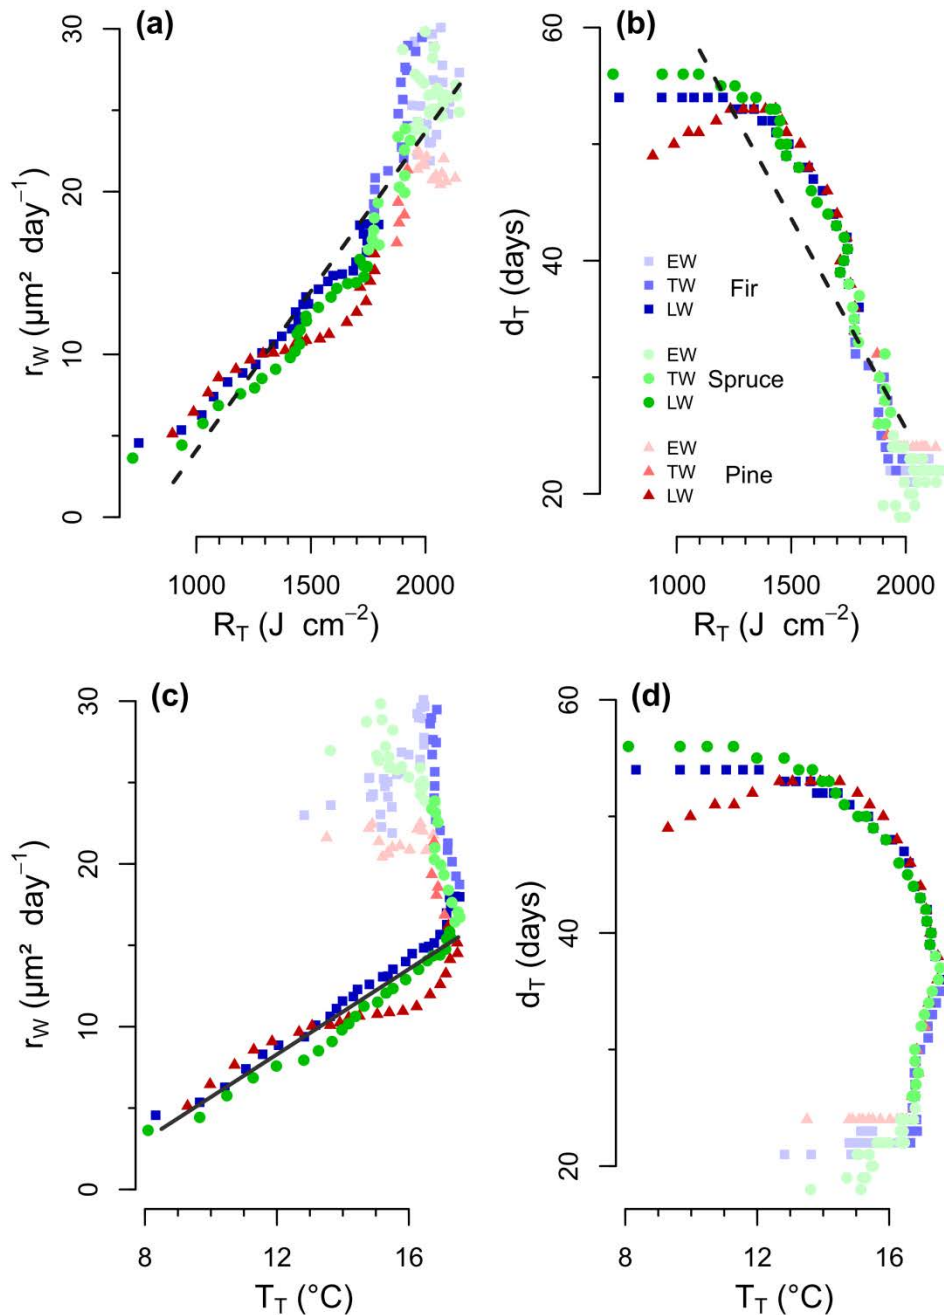 (a)
30
20
10
0
r_W (µm² day⁻¹)
1000 1500 2000
R_T (J cm⁻²)
(b)
60
40
20
d_T (days)
EW
TW Fir
LW
EW
TW Spruce
LW
EW
TW Pine
LW
1000 1500 2000
R_T (J cm⁻²)
(c)
30
20
10
0
r_W (µm² day⁻¹)
8 12 16
T_T (°C)
(d)
60
40
20
d_T (days)
8 12 16
T_T (°C)